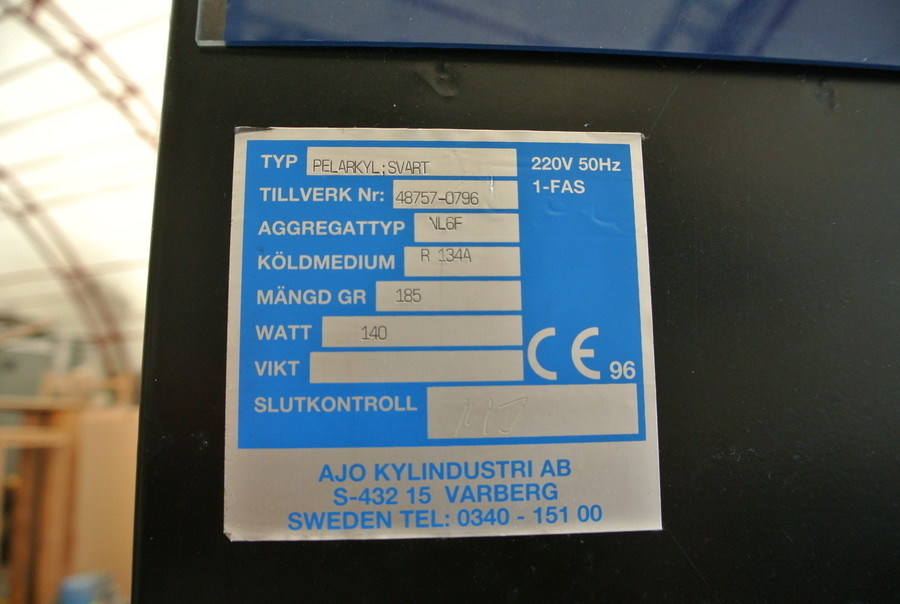 TYP PELARKYL;SVART 220V 50Hz
TILLVERK Nr: 48757-0796 1-FAS
AGGREGATTYP NL6F
KÖLDMEDIUM R 134A
MÄNGD GR 185
WATT 140
VIKT
CE 96
SLUTKONTROLL
AJO KYLINDUSTRI AB
S-432 15 VARBERG
SWEDEN TEL: 0340 - 151 00